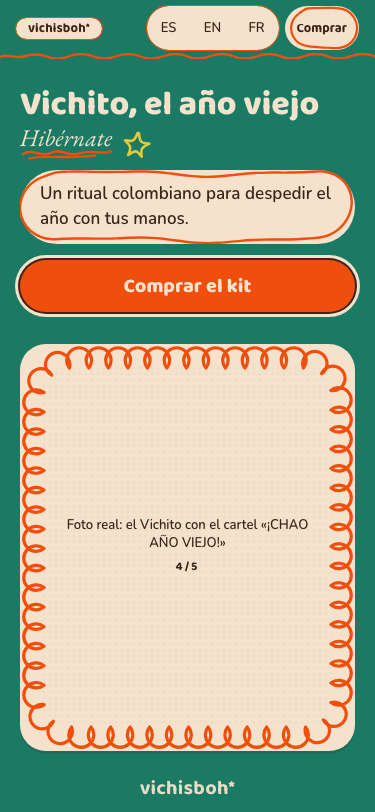 vichisboh*
ES EN FR
Comprar
Vichito, el año viejo
Hibérnate
Un ritual colombiano para despedir el
año con tus manos.
Comprar el kit
Foto real: el Vichito con el cartel «¡CHAO
AÑO VIEJO!»
4 / 5
vichisboh*